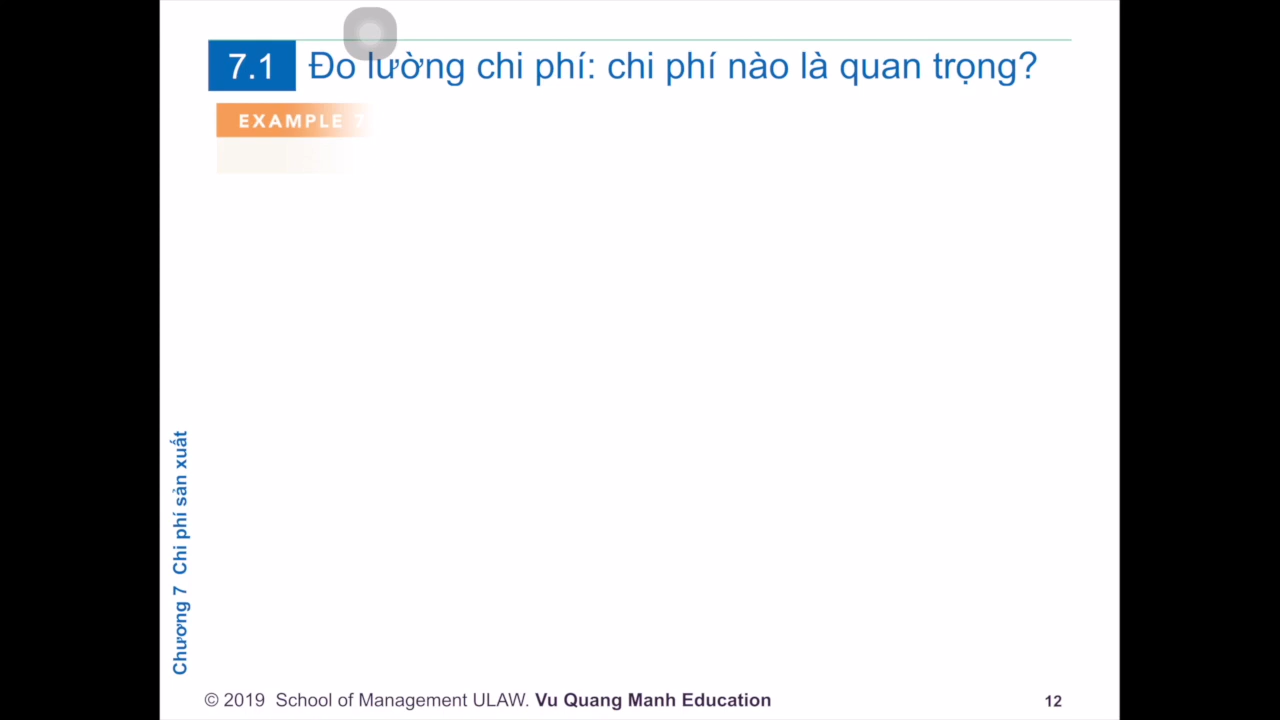 7.1 Đo lường chi phí: chi phí nào là quan trọng?
EXAMPLE 7
Chương 7 Chi phí sản xuất
© 2019 School of Management ULAW. Vu Quang Manh Education
12